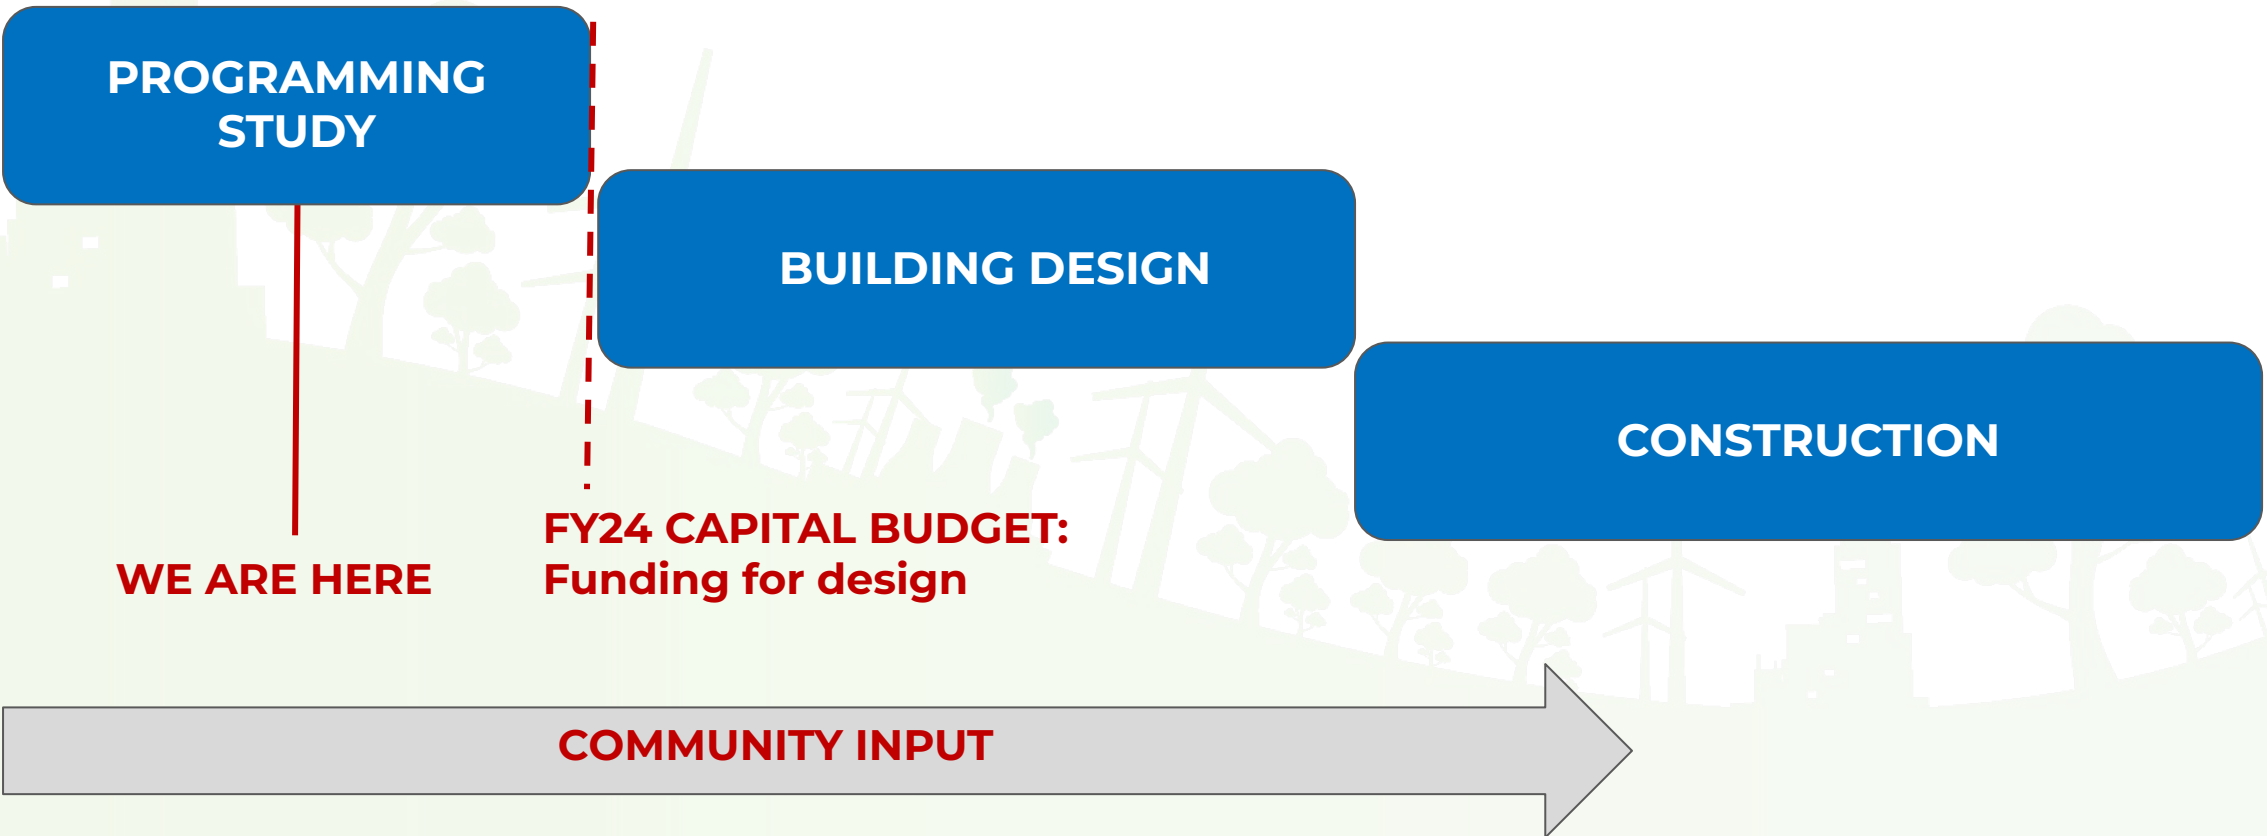 PROGRAMMING
STUDY
BUILDING DESIGN
CONSTRUCTION
WE ARE HERE
FY24 CAPITAL BUDGET:
Funding for design
COMMUNITY INPUT